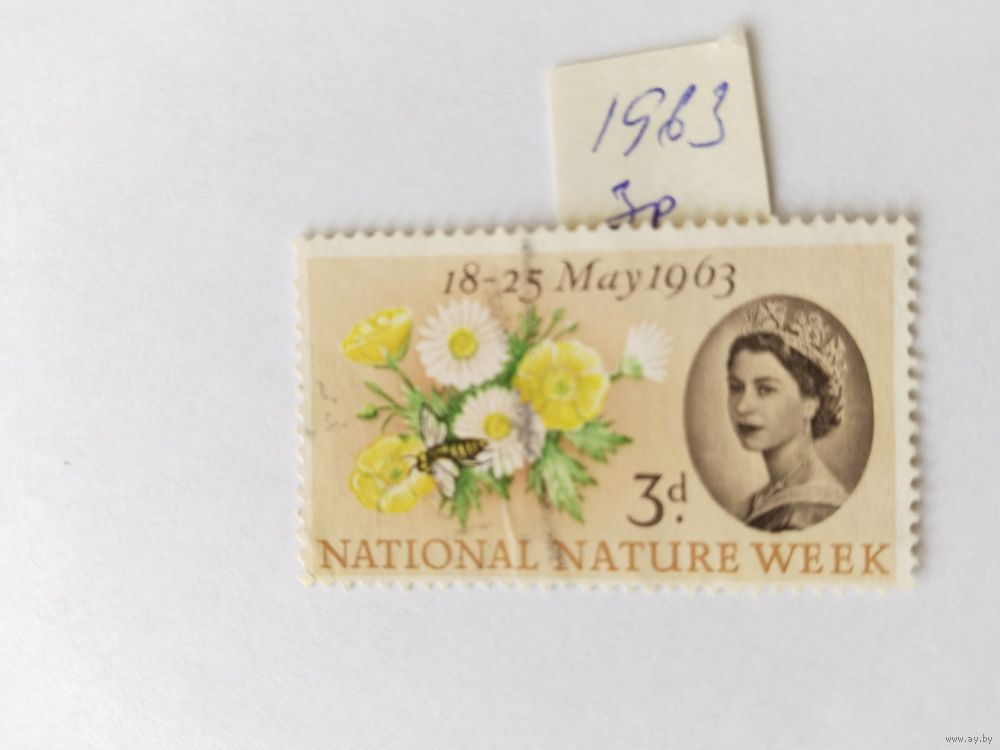 1963
18-25 May 1963
3d.
NATIONAL NATURE WEEK
www.ay.by